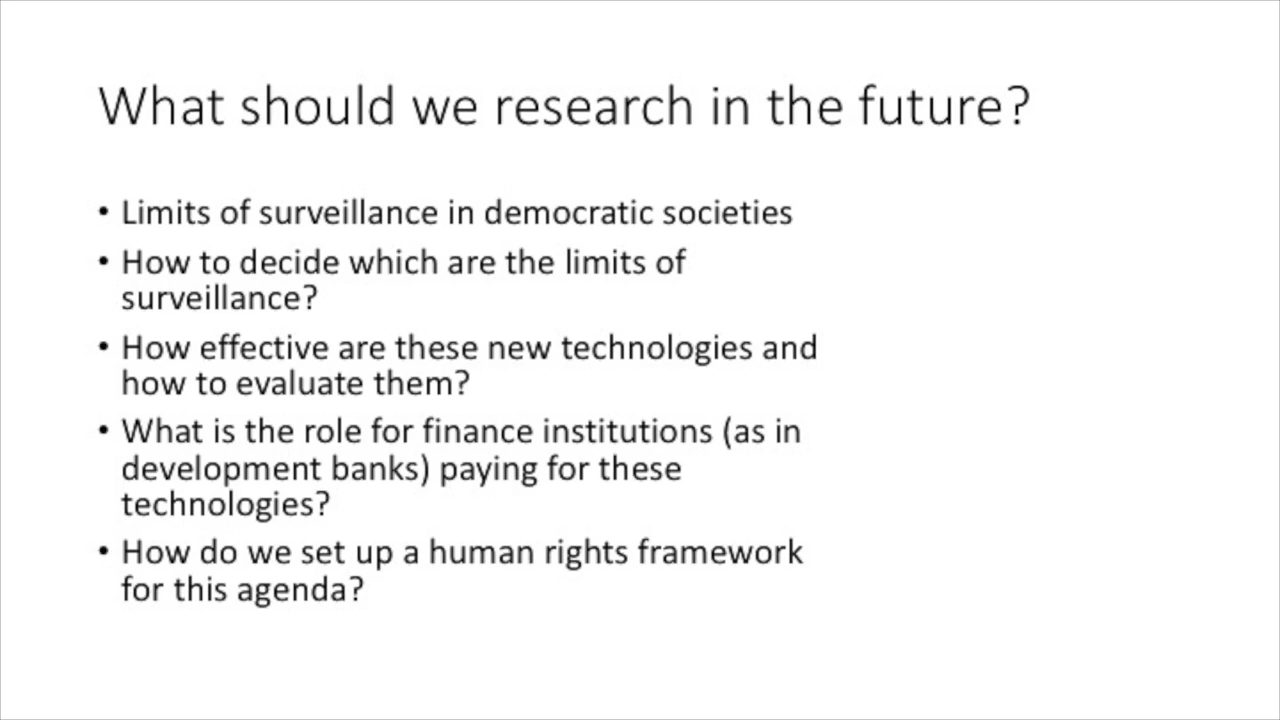 What should we research in the future?
• Limits of surveillance in democratic societies
• How to decide which are the limits of
surveillance?
• How effective are these new technologies and
how to evaluate them?
• What is the role for finance institutions (as in
development banks) paying for these
technologies?
• How do we set up a human rights framework
for this agenda?